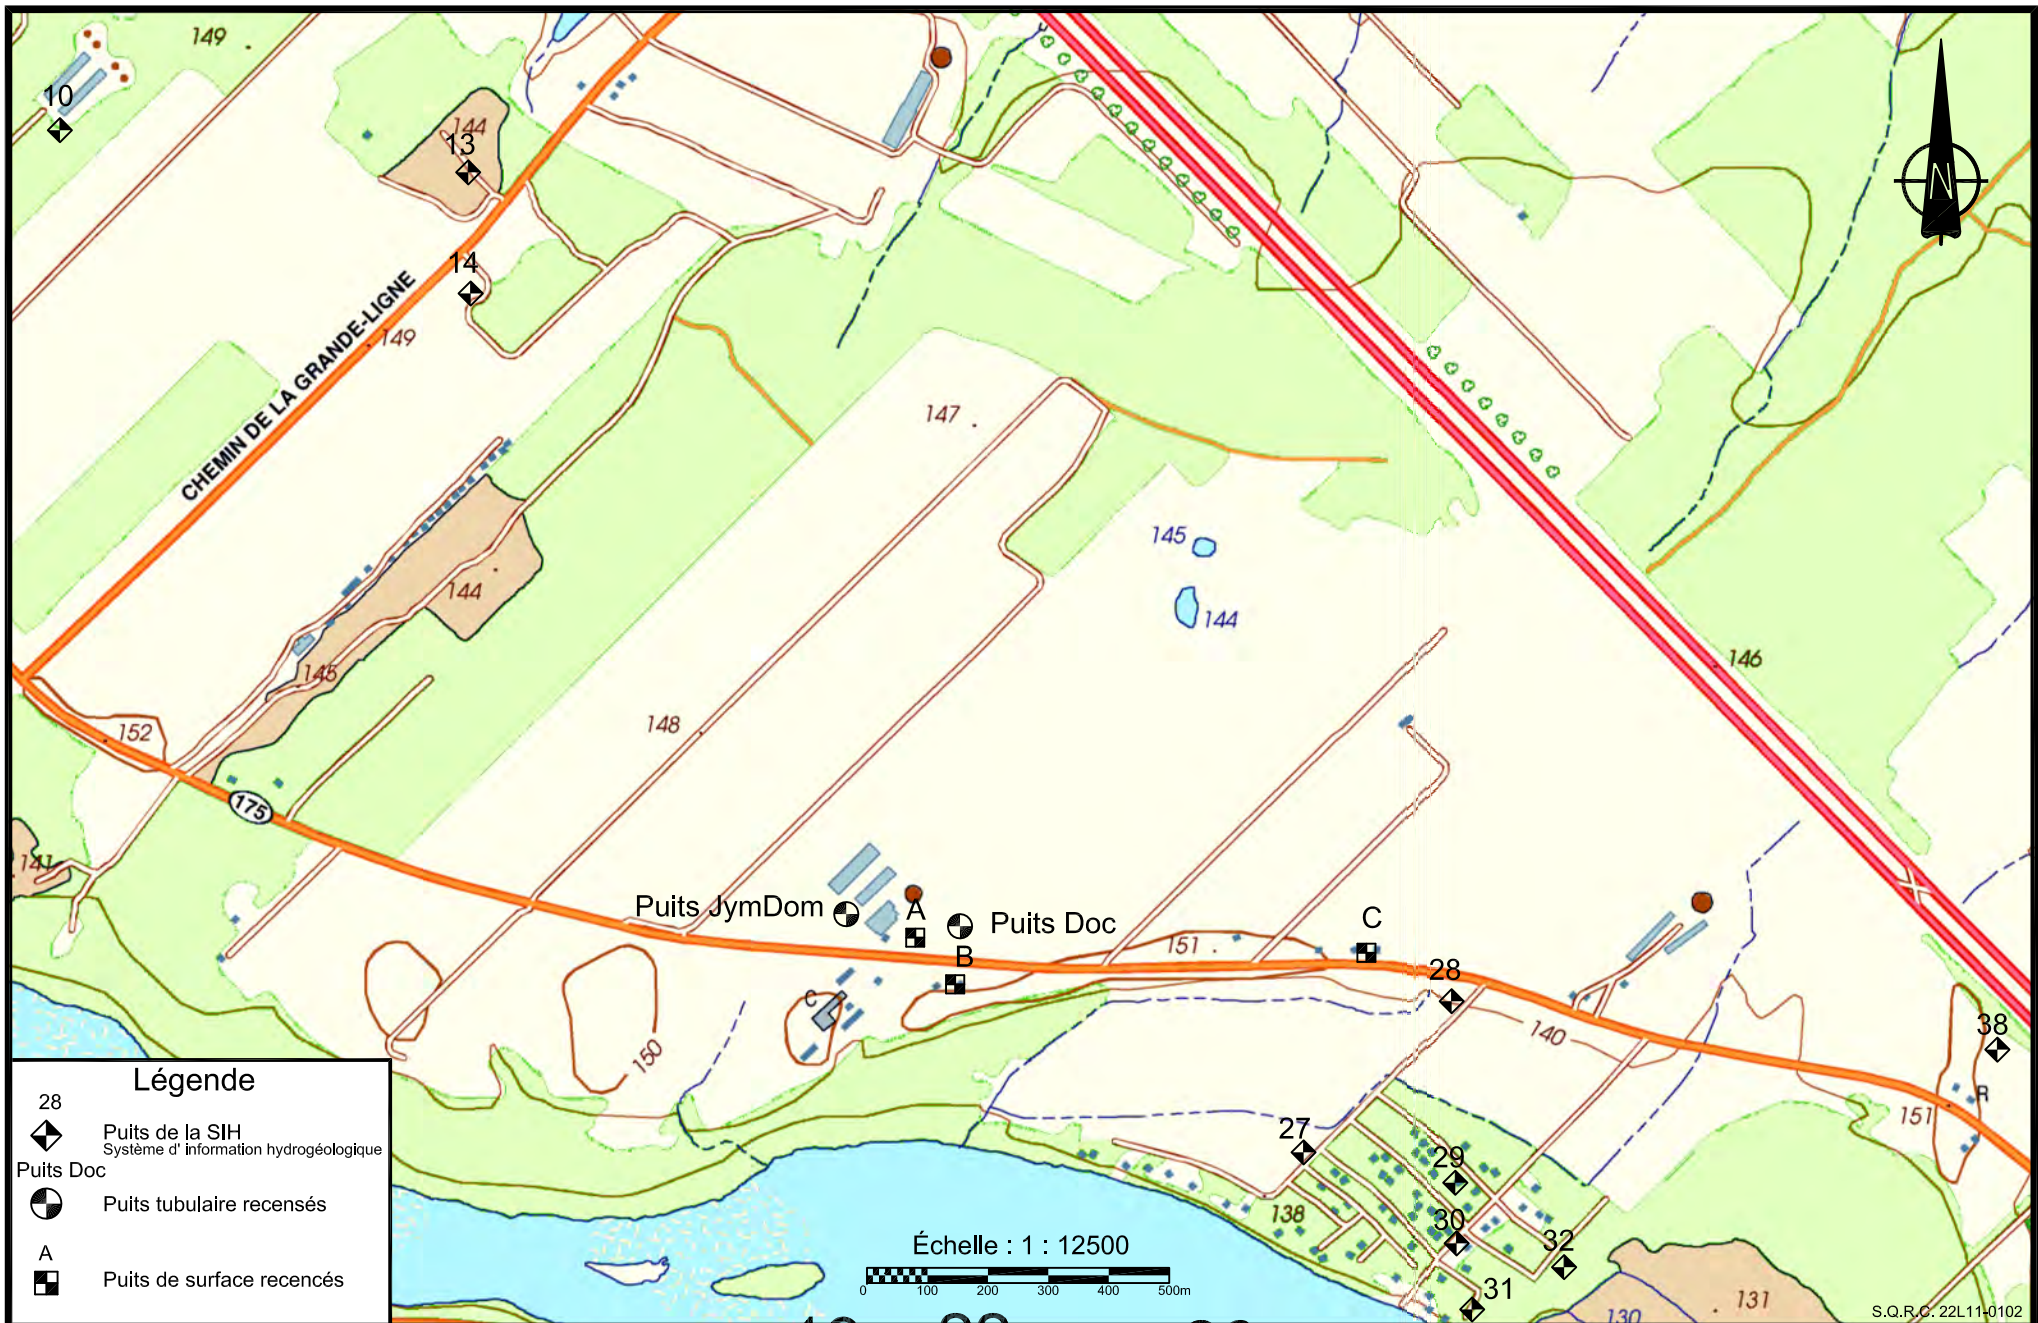 149
10
144
13
14
CHEMIN DE LA GRANDE-LIGNE
149
147
145
144
144
145
146
148
152
175
141
Puits JymDom
A
Puits Doc
B
C
151
28
C
140
150
38
R
151
27
29
138
30
32
31
131
130
N
Légende
28
Puits de la SIH
Système d' information hydrogéologique
Puits Doc
Puits tubulaire recensés
A
Puits de surface recencés
Échelle : 1 : 12500
0 100 200 300 400 500m
S.Q.R.C. 22L11-0102